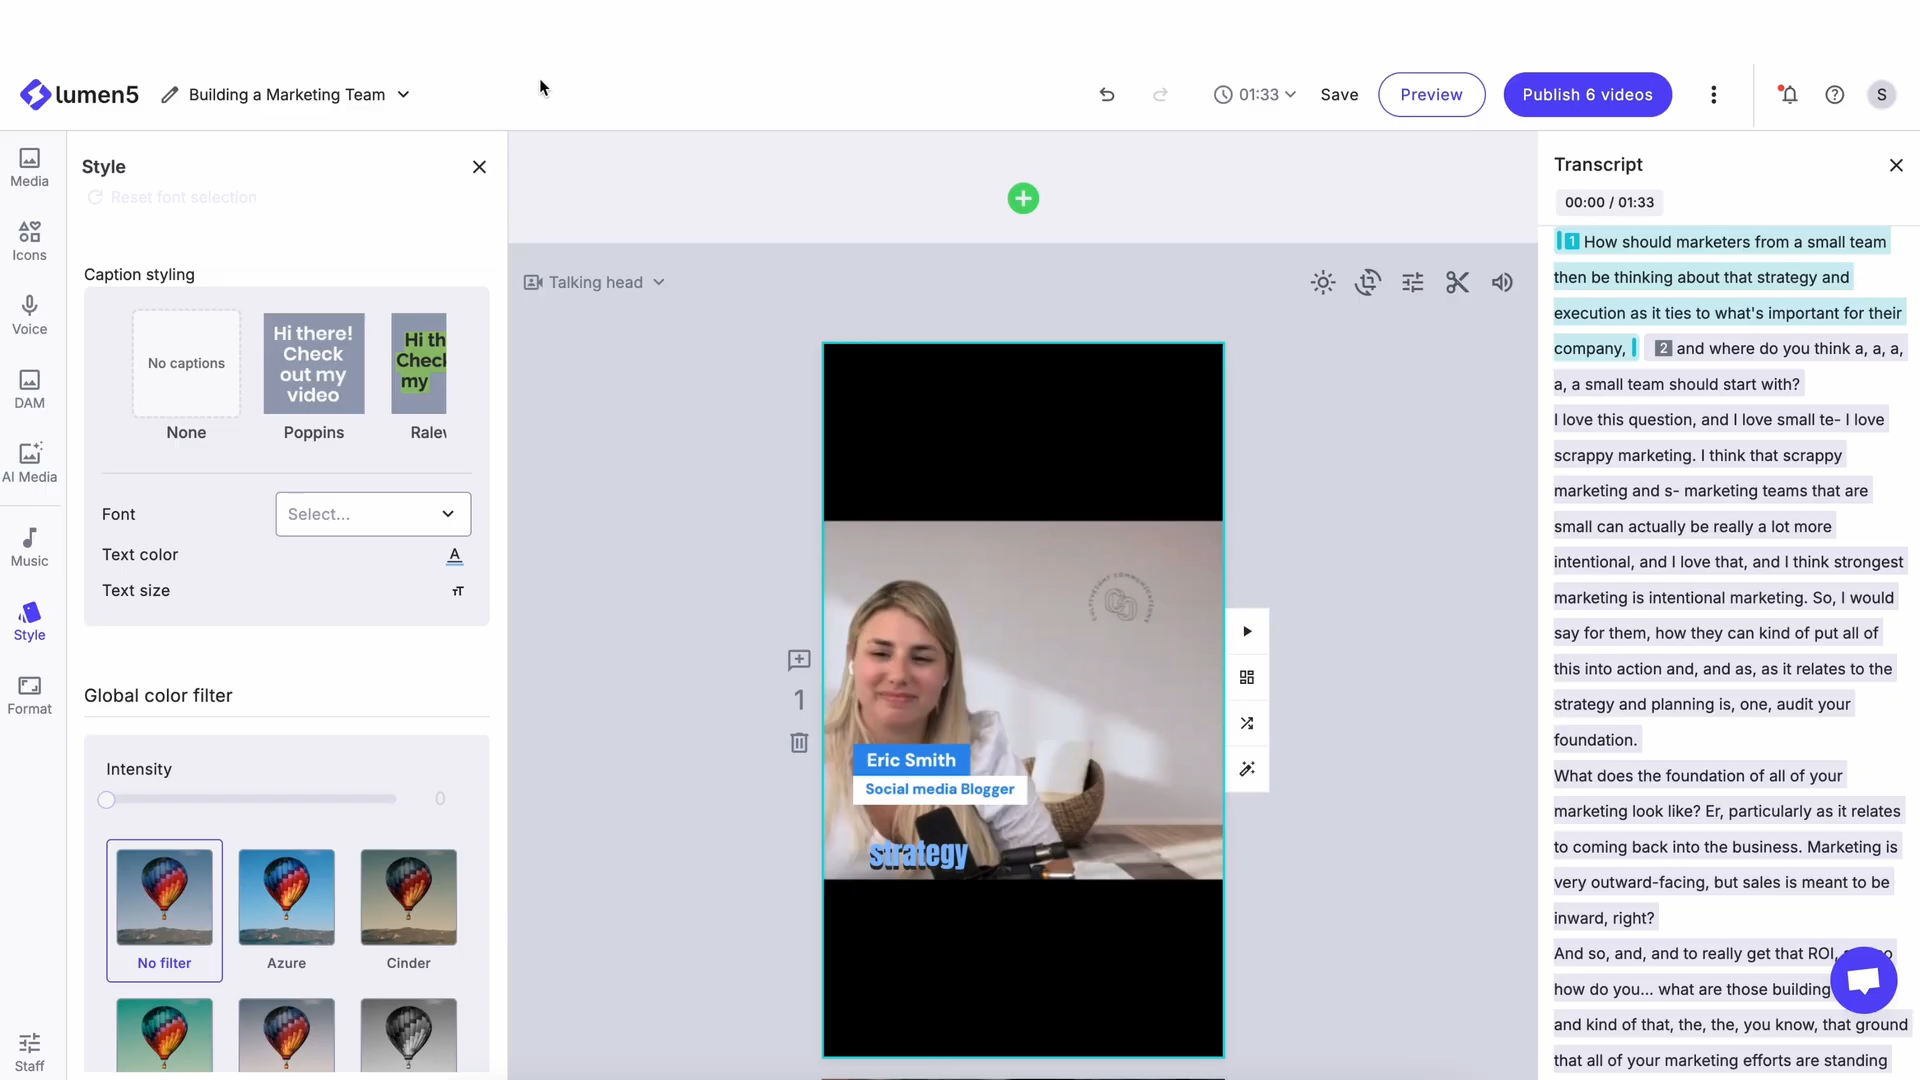 lumen5
Building a Marketing Team
01:33
Save
Preview
Publish 6 videos
S
Media
Icons
Voice
DAM
AI Media
Music
Style
Format
Staff
Style
Reset font selection
Caption styling
No captions
None
Hi there!
Check
out my
video
Poppins
Hi th
Check
my
Ralew
Font
Select...
Text color
A
Text size
Global color filter
Intensity
0
No filter
Azure
Cinder
Talking head
1
Eric Smith
Social media Blogger
strategy
Transcript
00:00 / 01:33
1 How should marketers from a small team
then be thinking about that strategy and
execution as it ties to what's important for their
company, 2 and where do you think a, a, a,
a, a small team should start with?
I love this question, and I love small te- I love
scrappy marketing. I think that scrappy
marketing and s- marketing teams that are
small can actually be really a lot more
intentional, and I love that, and I think strongest
marketing is intentional marketing. So, I would
say for them, how they can kind of put all of
this into action and, and as, as it relates to the
strategy and planning is, one, audit your
foundation.
What does the foundation of all of your
marketing look like? Er, particularly as it relates
to coming back into the business. Marketing is
very outward-facing, but sales is meant to be
inward, right?
And so, and, and to really get that ROI,
how do you... what are those building
and kind of that, the, the, you know, that ground
that all of your marketing efforts are standing